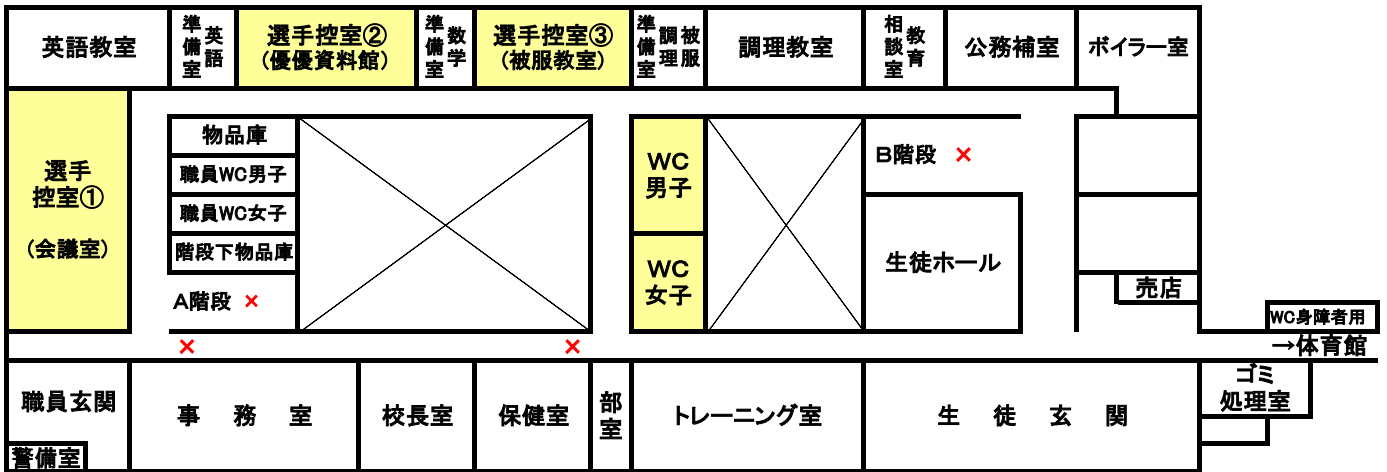 英語教室
英語
準備室
選手控室②
(優優資料館)
数学
準備室
選手控室③
(被服教室)
被服
調理
準備室
調理教室
教育
相談室
公務補室
ボイラー室
選手
控室①
(会議室)
物品庫
職員WC男子
職員WC女子
階段下物品庫
A階段 ×
WC
男子
WC
女子
B階段 ×
生徒ホール
売店
WC身障者用
×
×
→体育館
職員玄関
警備室
事務室
校長室
保健室
部室
トレーニング室
生徒玄関
ゴミ
処理室